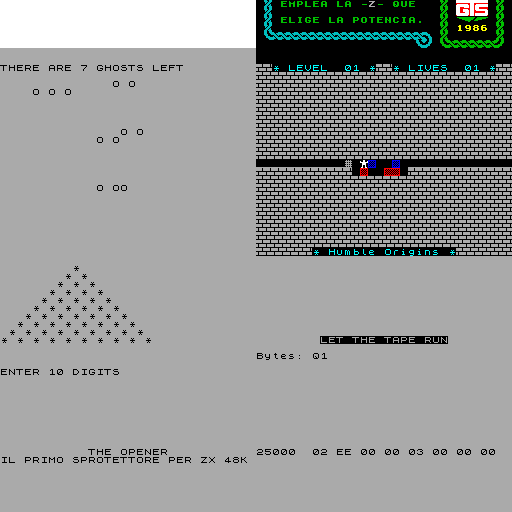 EMPLEA LA -Z- QUE
ELIGE LA POTENCIA.
GS
1986
THERE ARE 7 GHOSTS LEFT
* LEVEL 01 * * LIVES 01 *
* Humble Origins *
LET THE TAPE RUN
Bytes: Q1
ENTER 10 DIGITS
THE OPENER
IL PRIMO SPROTETTORE PER ZX 48K
25000 02 EE 00 00 03 00 00 00